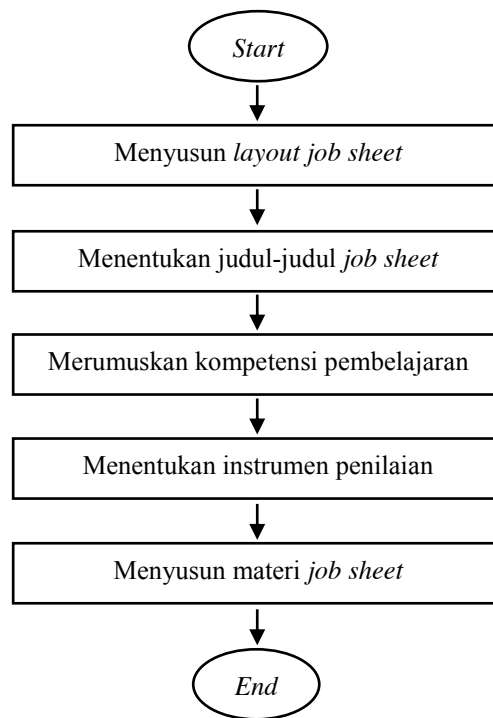 Start
Menyusun layout job sheet
Menentukan judul-judul job sheet
Merumuskan kompetensi pembelajaran
Menentukan instrumen penilaian
Menyusun materi job sheet
End